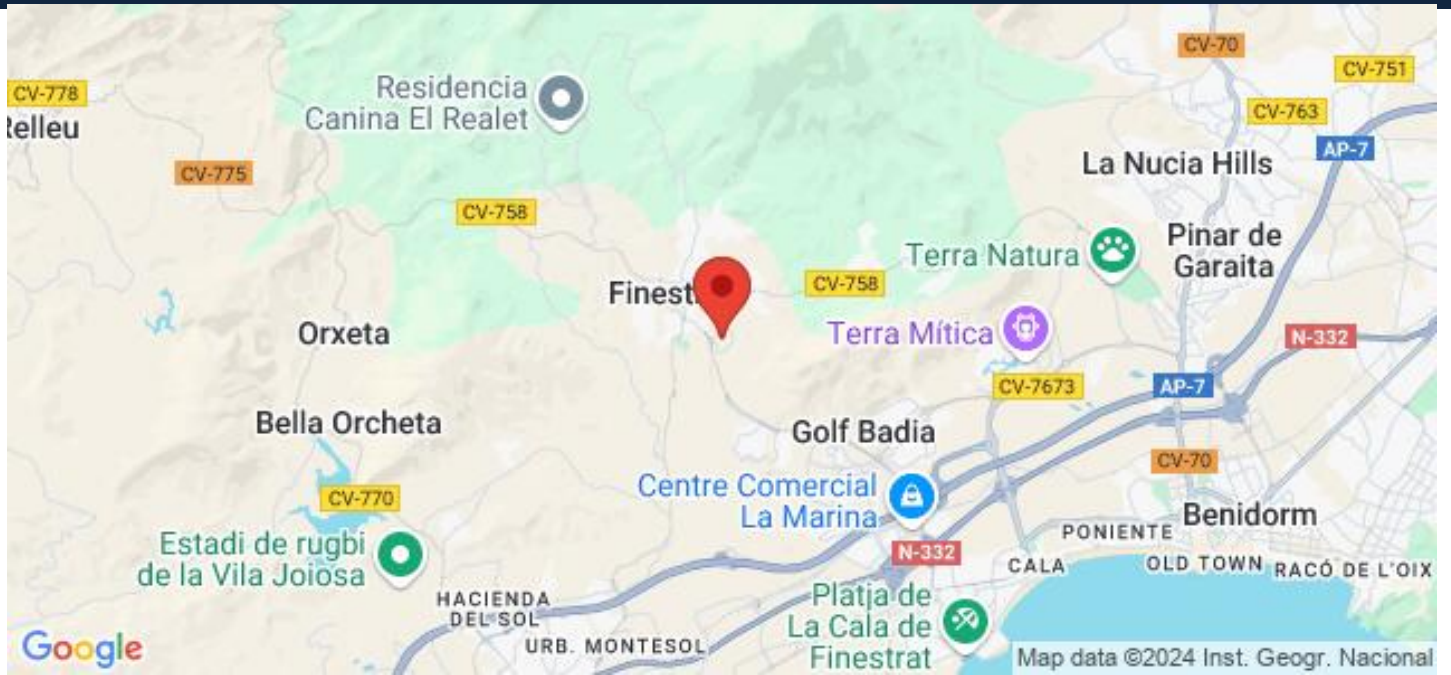 CV-70
CV-751
CV-778
Residencia
Canina El Realet
CV-763
Relleu
AP-7
La Nucia Hills
CV-775
CV-758
Terra Natura
Pinar de
Garaita
CV-758
Finest
Orxeta
Terra Mítica
N-332
CV-7673
AP-7
Bella Orcheta
Golf Badia
CV-70
Centre Comercial
La Marina
CV-770
Benidorm
PONIENTE
Estadi de rugbi
de la Vila Joiosa
N-332
CALA
OLD TOWN
RACÓ DE L'OIX
HACIENDA
DEL SOL
Platja de
La Cala de
Finestrat
URB. MONTESOL
Google
Map data ©2024 Inst. Geogr. Nacional